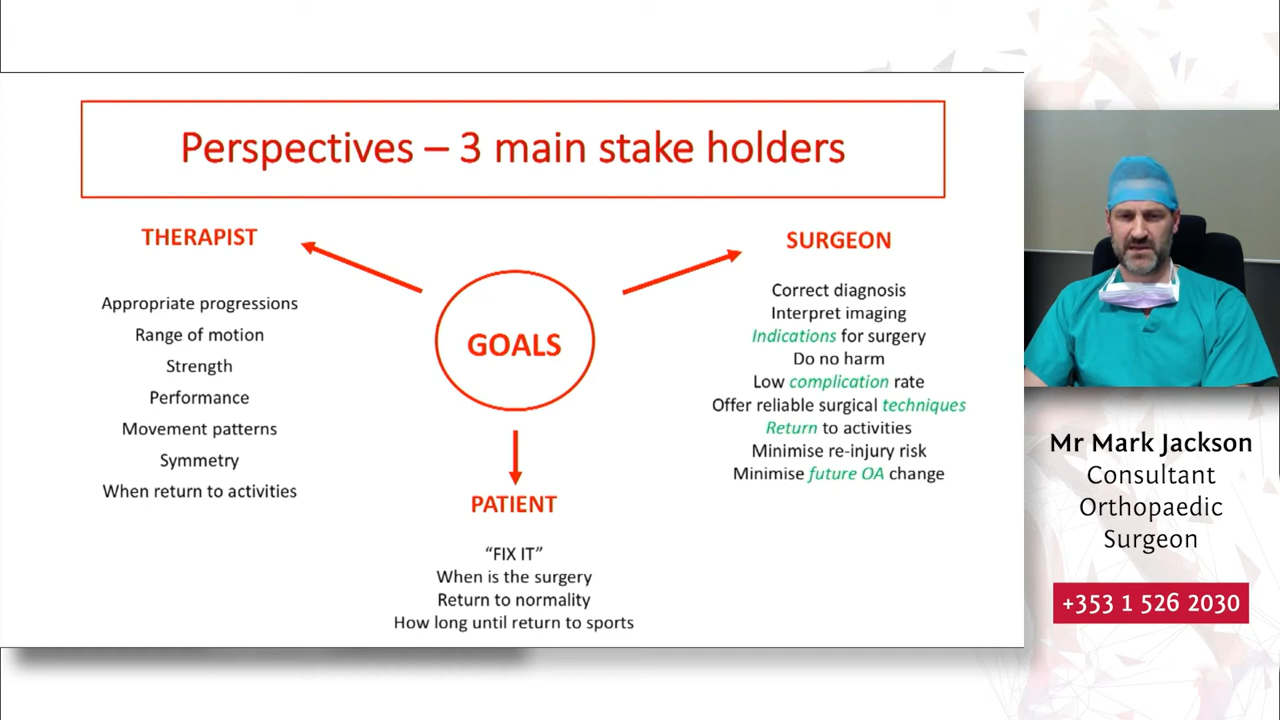 Perspectives – 3 main stake holders
THERAPIST
Appropriate progressions
Range of motion
Strength
Performance
Movement patterns
Symmetry
When return to activities
GOALS
PATIENT
“FIX IT”
When is the surgery
Return to normality
How long until return to sports
SURGEON
Correct diagnosis
Interpret imaging
Indications for surgery
Do no harm
Low complication rate
Offer reliable surgical techniques
Return to activities
Minimise re-injury risk
Minimise future OA change
Mr Mark Jackson
Consultant
Orthopaedic
Surgeon
+353 1 526 2030